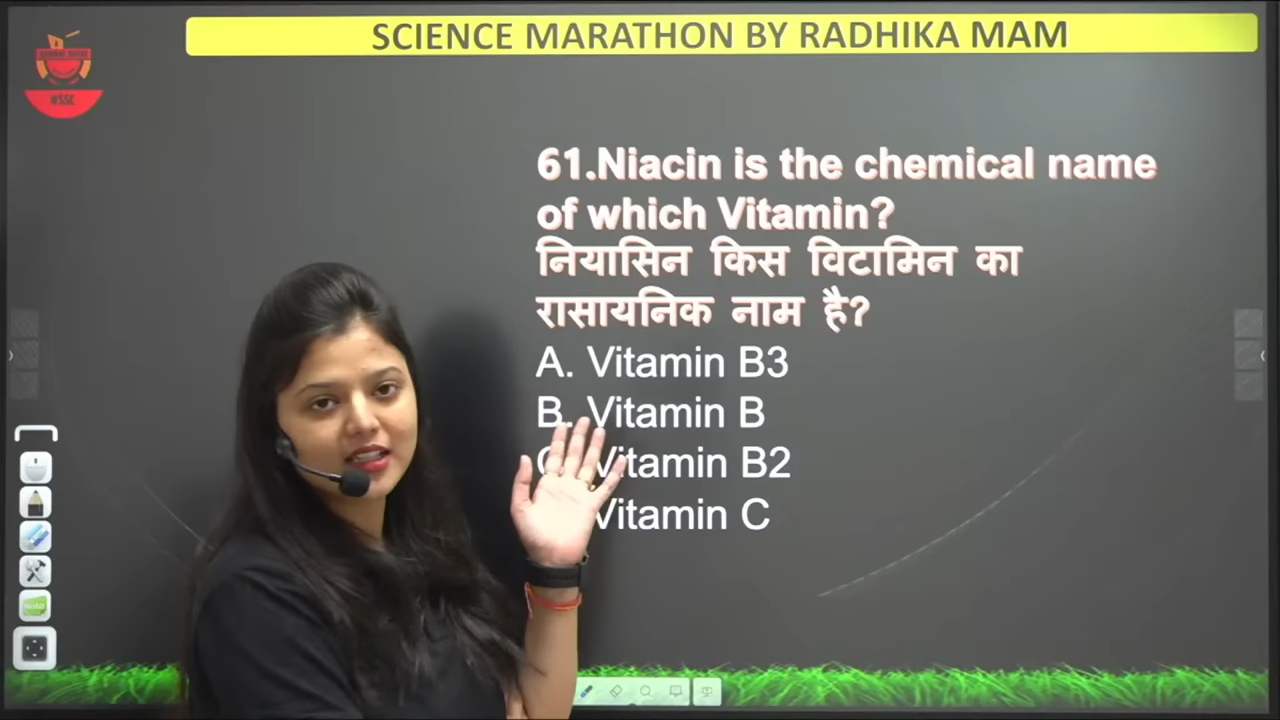 SCIENCE MARATHON BY RADHIKA MAM
#SSC
61.Niacin is the chemical name
of which Vitamin?
नियासिन किस विटामिन का
रासायनिक नाम है?
A. Vitamin B3
B. Vitamin B
Vitamin B2
Vitamin C